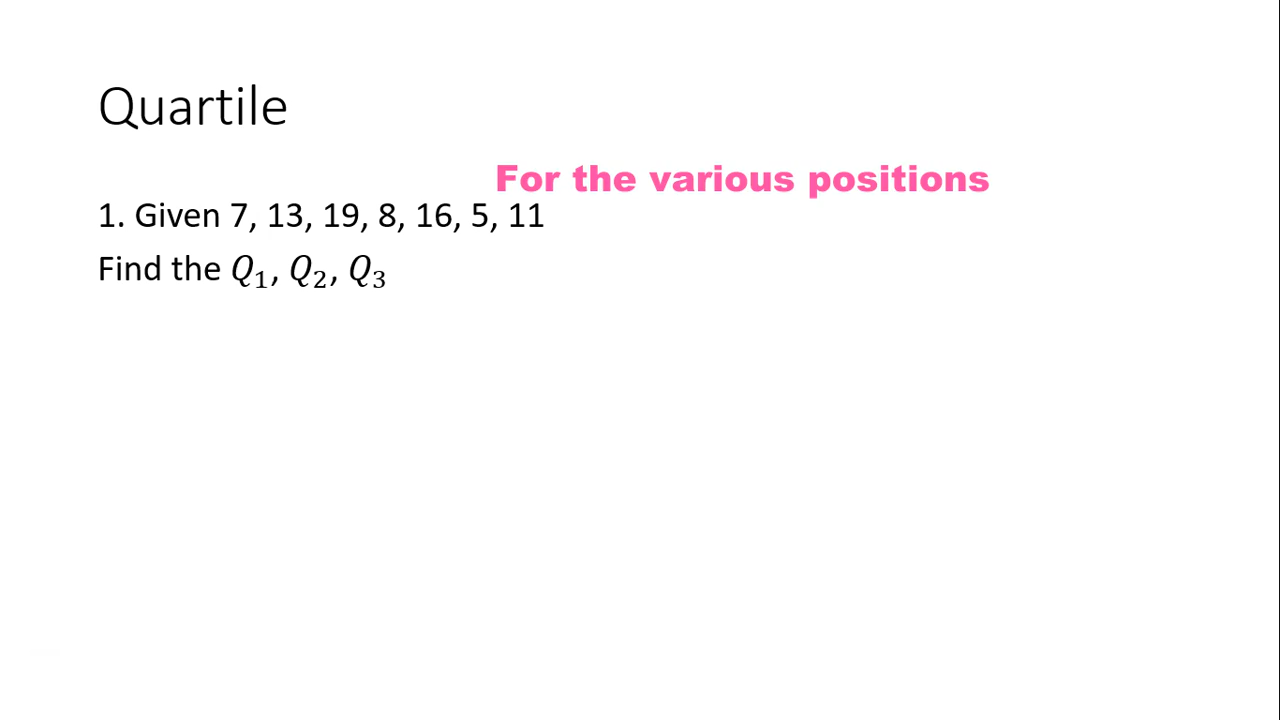 Quartile
For the various positions
1. Given 7, 13, 19, 8, 16, 5, 11
Find the Q₁, Q₂, Q₃